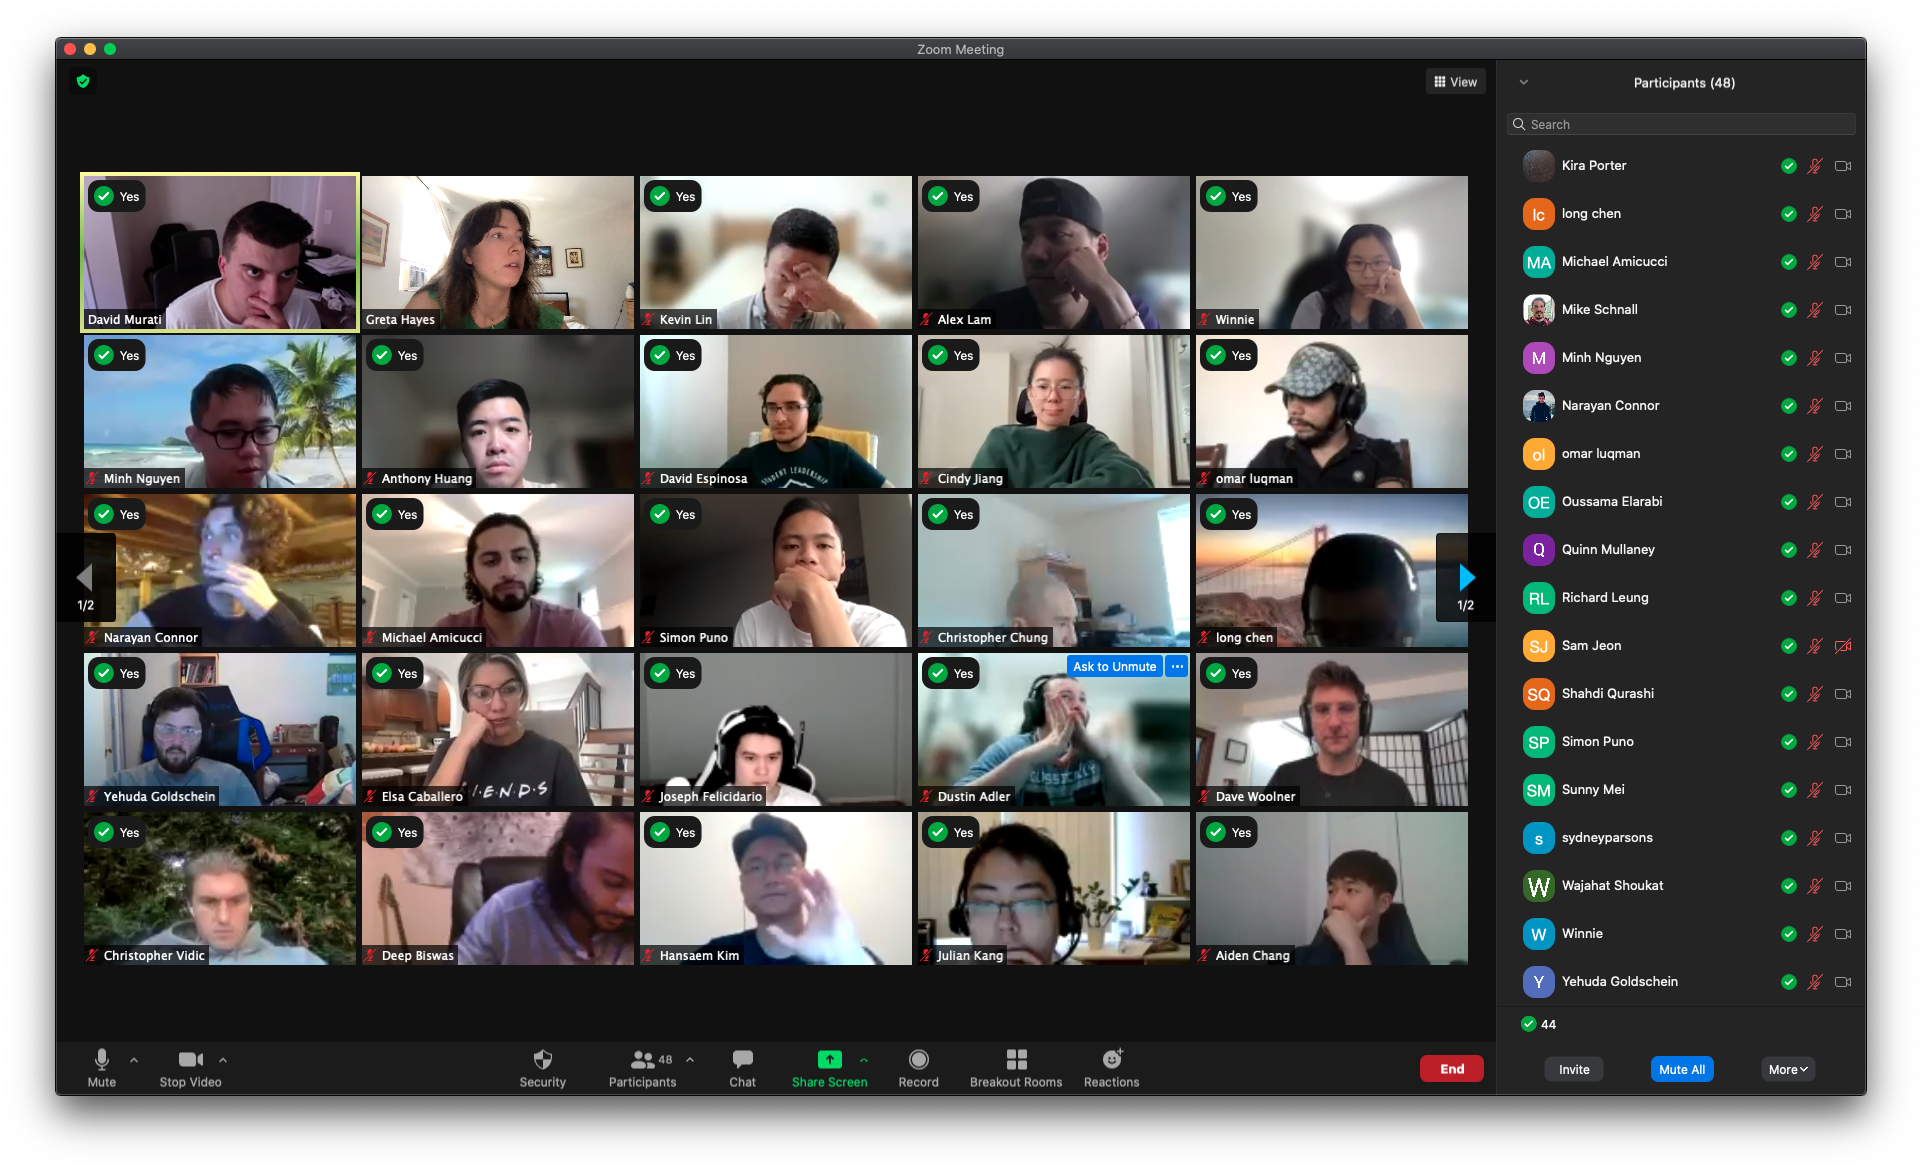 Zoom Meeting
View
Yes
David Murati
Greta Hayes
Yes
Kevin Lin
Yes
Alex Lam
Yes
Winnie
Yes
Minh Nguyen
Yes
Anthony Huang
Yes
David Espinosa
STUDENT LEADERSHIP
Yes
Cindy Jiang
Yes
omar luqman
Yes
Narayan Connor
Yes
Michael Amicucci
Yes
Simon Puno
Yes
Christopher Chung
Yes
long chen
1/2
1/2
Yes
Yehuda Goldschein
Yes
Elsa Caballero
I.E.N.D.S
Yes
Joseph Felicidario
Yes
Ask to Unmute
Dustin Adler
CLASSICALLY
Yes
Dave Woolner
Yes
Christopher Vidic
Yes
Deep Biswas
Yes
Hansaem Kim
Yes
Julian Kang
Yes
Aiden Chang
Mute
Stop Video
Security
48
Participants
Chat
Share Screen
Record
Breakout Rooms
Reactions
End
Participants (48)
Search
Kira Porter
lc long chen
MA Michael Amicucci
Mike Schnall
M Minh Nguyen
Narayan Connor
ol omar luqman
OE Oussama Elarabi
Q Quinn Mullaney
RL Richard Leung
SJ Sam Jeon
SQ Shahdi Qurashi
SP Simon Puno
SM Sunny Mei
s sydneyparsons
W Wajahat Shoukat
W Winnie
Y Yehuda Goldschein
44
Invite
Mute All
More